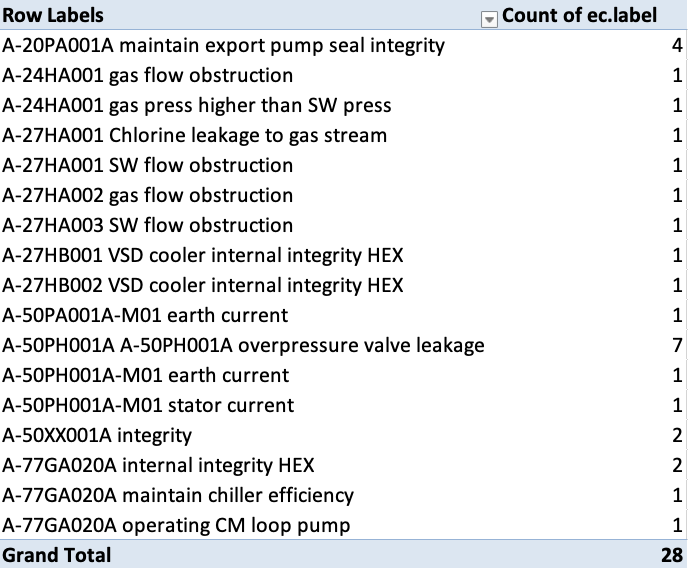 Row Labels Count of ec.label
A-20PA001A maintain export pump seal integrity 4
A-24HA001 gas flow obstruction 1
A-24HA001 gas press higher than SW press 1
A-27HA001 Chlorine leakage to gas stream 1
A-27HA001 SW flow obstruction 1
A-27HA002 gas flow obstruction 1
A-27HA003 SW flow obstruction 1
A-27HB001 VSD cooler internal integrity HEX 1
A-27HB002 VSD cooler internal integrity HEX 1
A-50PA001A-M01 earth current 1
A-50PH001A A-50PH001A overpressure valve leakage 7
A-50PH001A-M01 earth current 1
A-50PH001A-M01 stator current 1
A-50XX001A integrity 2
A-77GA020A internal integrity HEX 2
A-77GA020A maintain chiller efficiency 1
A-77GA020A operating CM loop pump 1
Grand Total 28